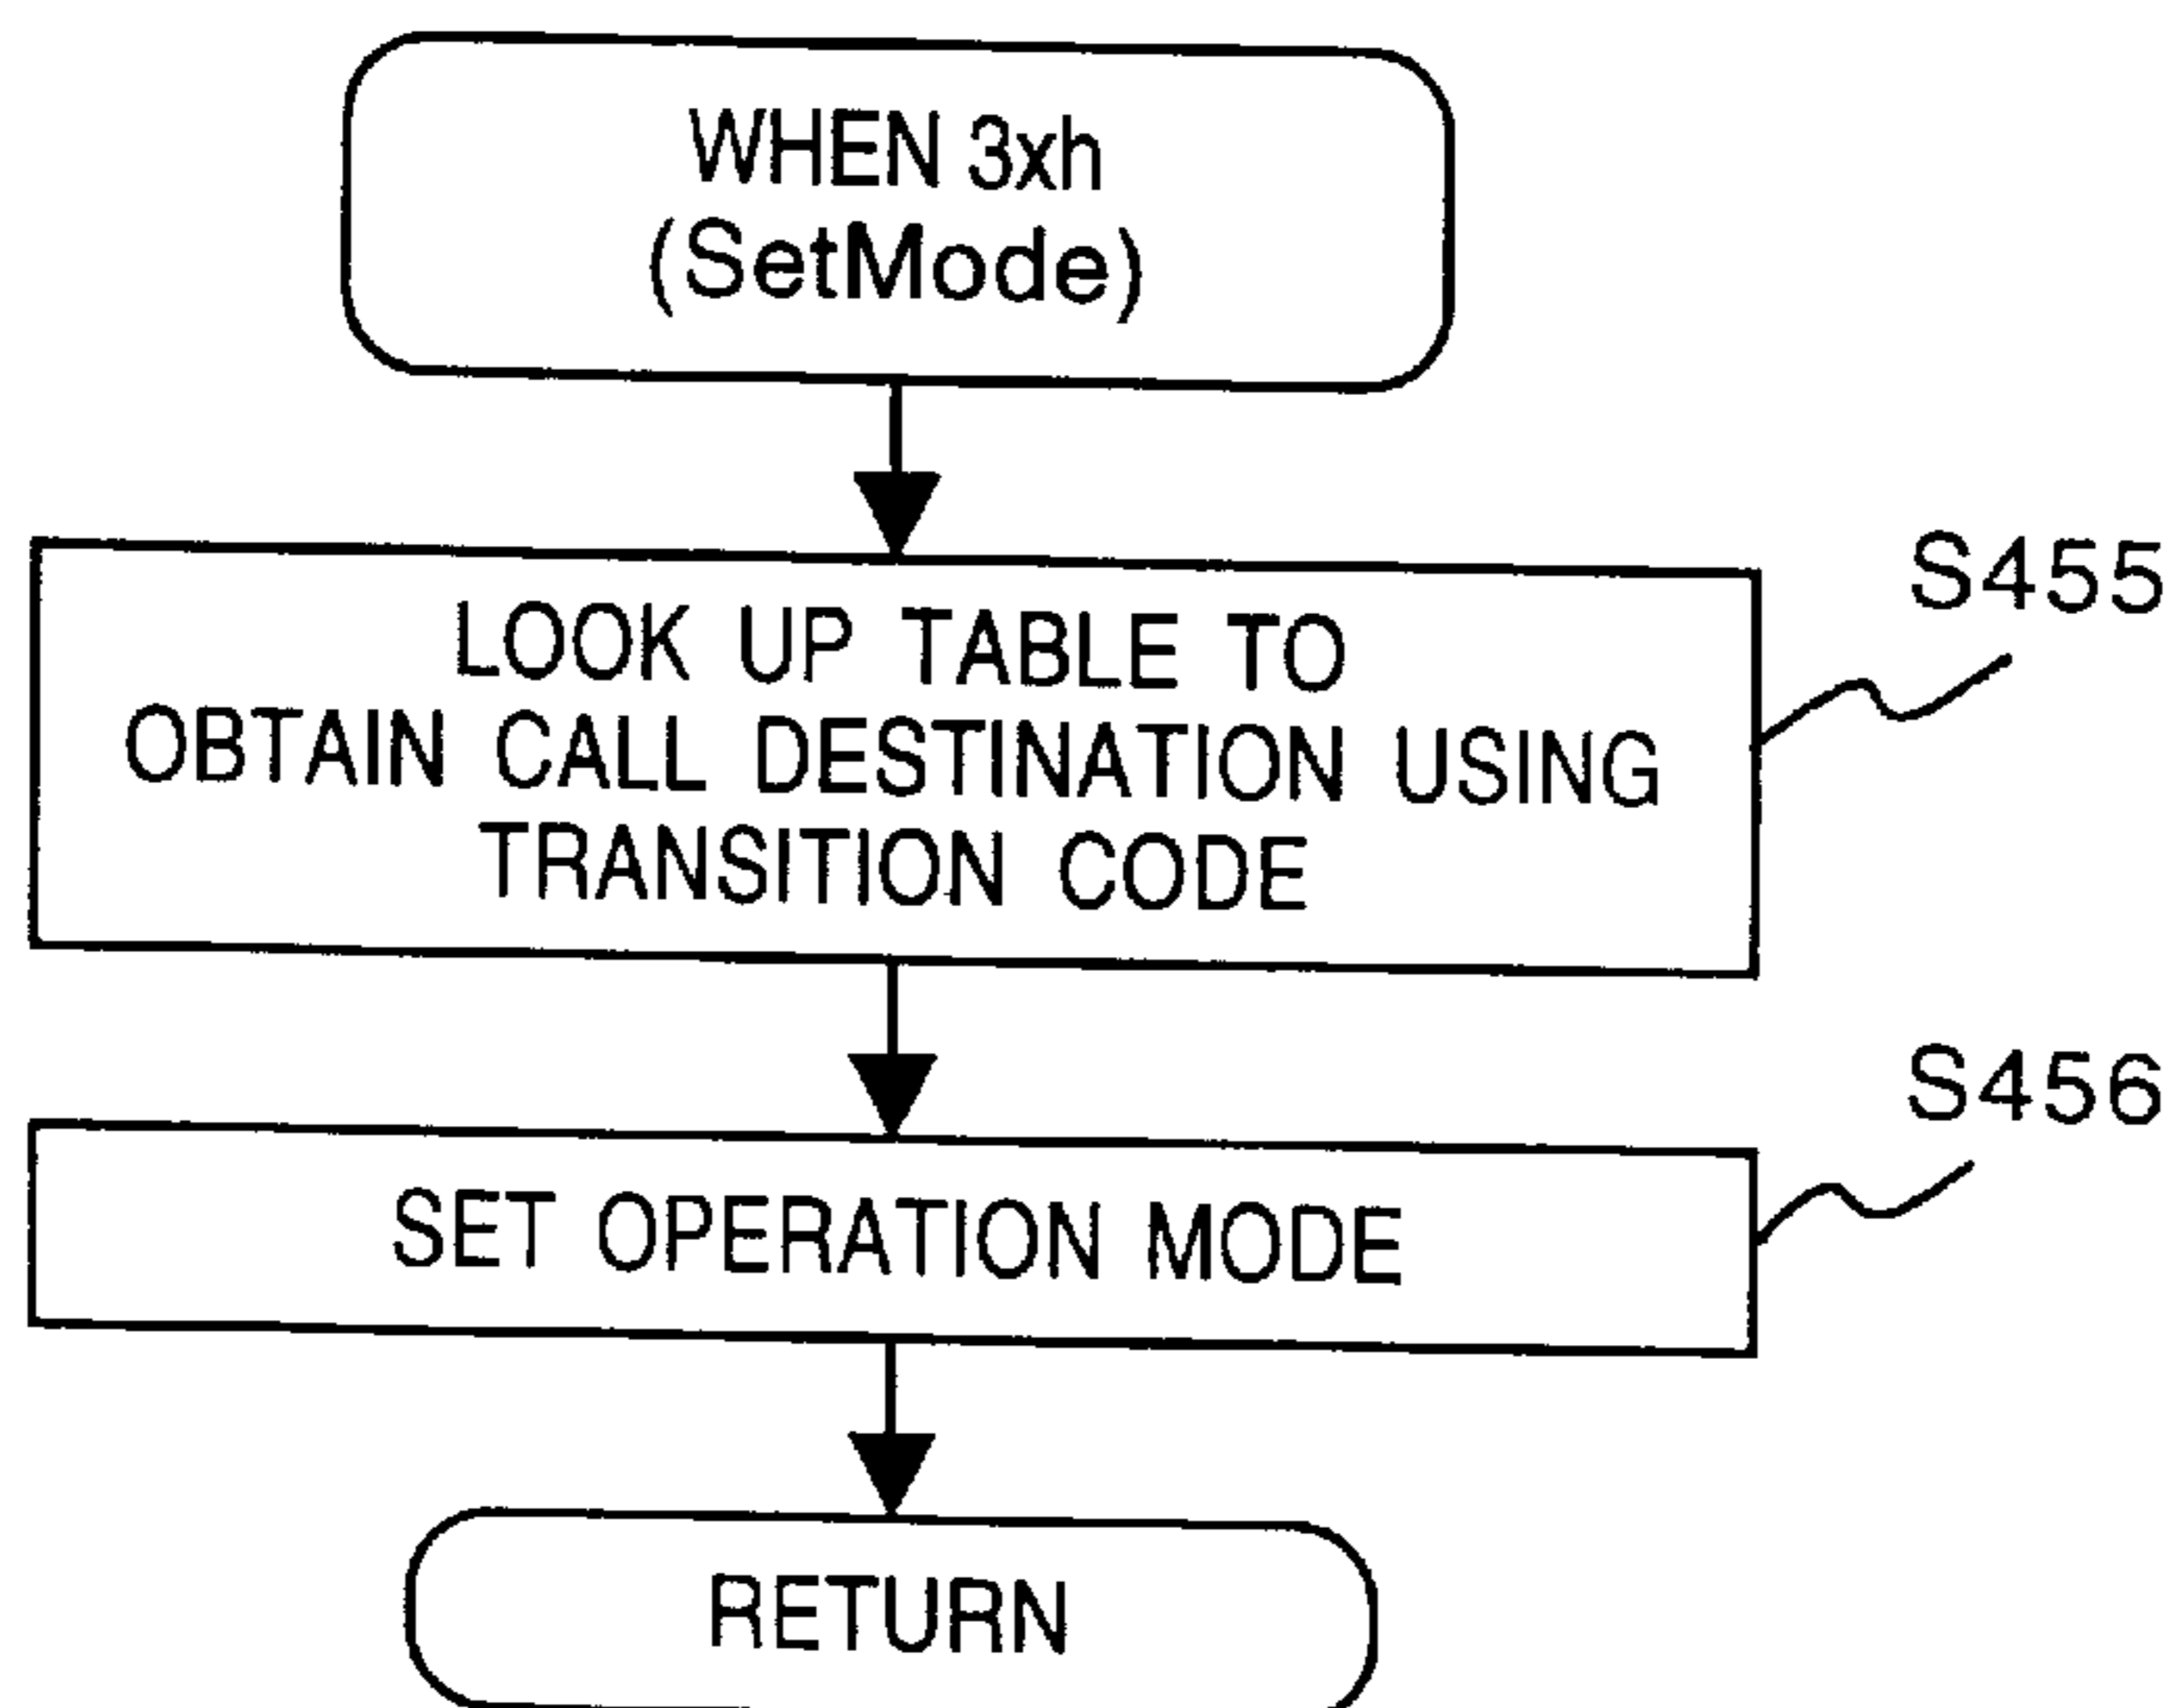 WHEN 3xh
(SetMode)
S455
LOOK UP TABLE TO
OBTAIN CALL DESTINATION USING
TRANSITION CODE
S456
SET OPERATION MODE
RETURN